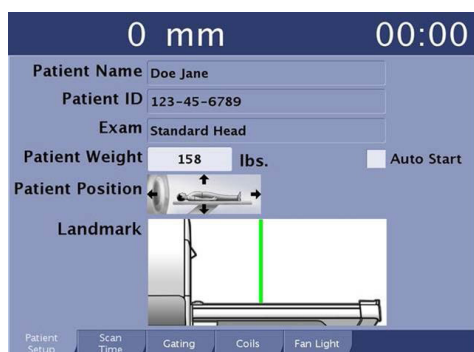 0 mm 00:00
Patient Name Doe Jane
Patient ID 123-45-6789
Exam Standard Head
Patient Weight 158 lbs. Auto Start
Patient Position
Landmark
Patient Setup Scan Time Gating Coils Fan Light